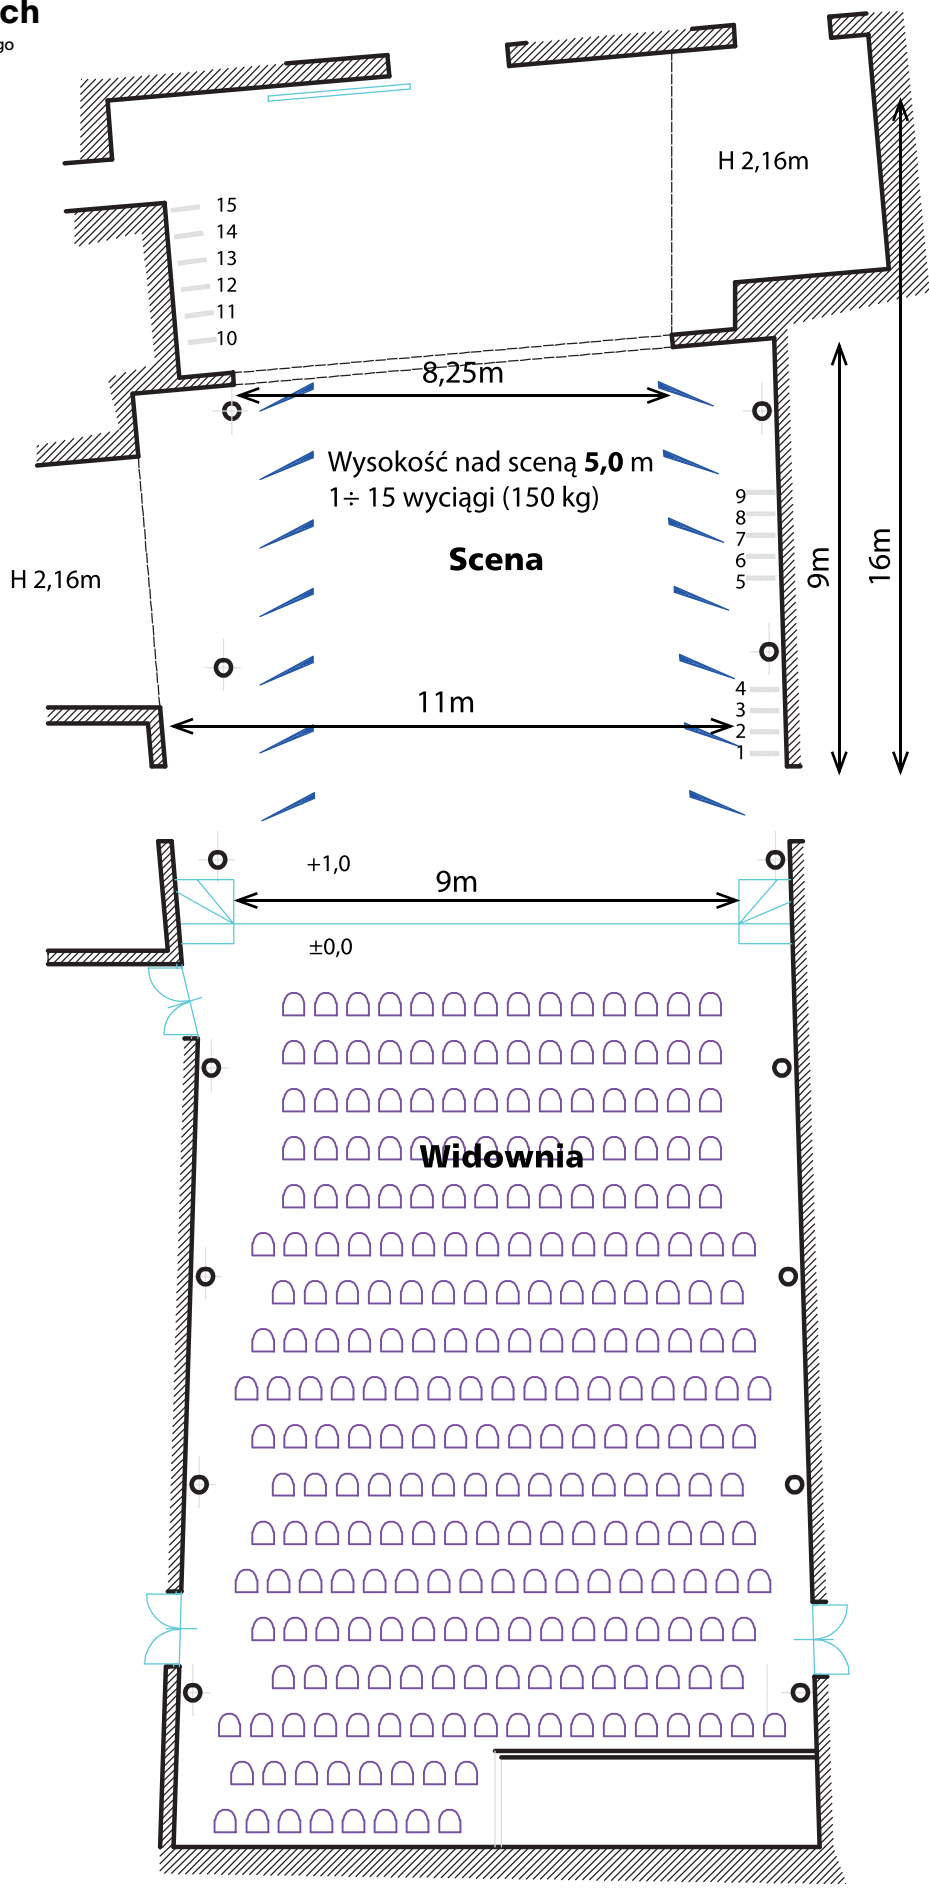 ch
go
H 2,16m
15
14
13
12
11
10
8,25m
Wysokość nad sceną 5,0 m
1÷ 15 wyciągi (150 kg)
Scena
9
8
7
6
5
9m
16m
H 2,16m
4
3
2
1
11m
+1,0
9m
±0,0
Widownia